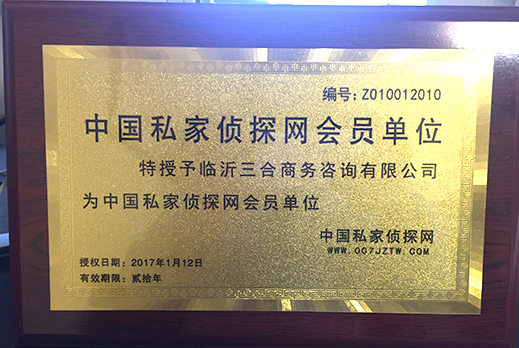 编号:Z010012010
中国私家侦探网会员单位
特授予临沂三合商务咨询有限公司
为中国私家侦探网会员单位
中国私家侦探网
WWW.007JZTW.COM
授权日期：2017年1月12日
有效期限：贰拾年